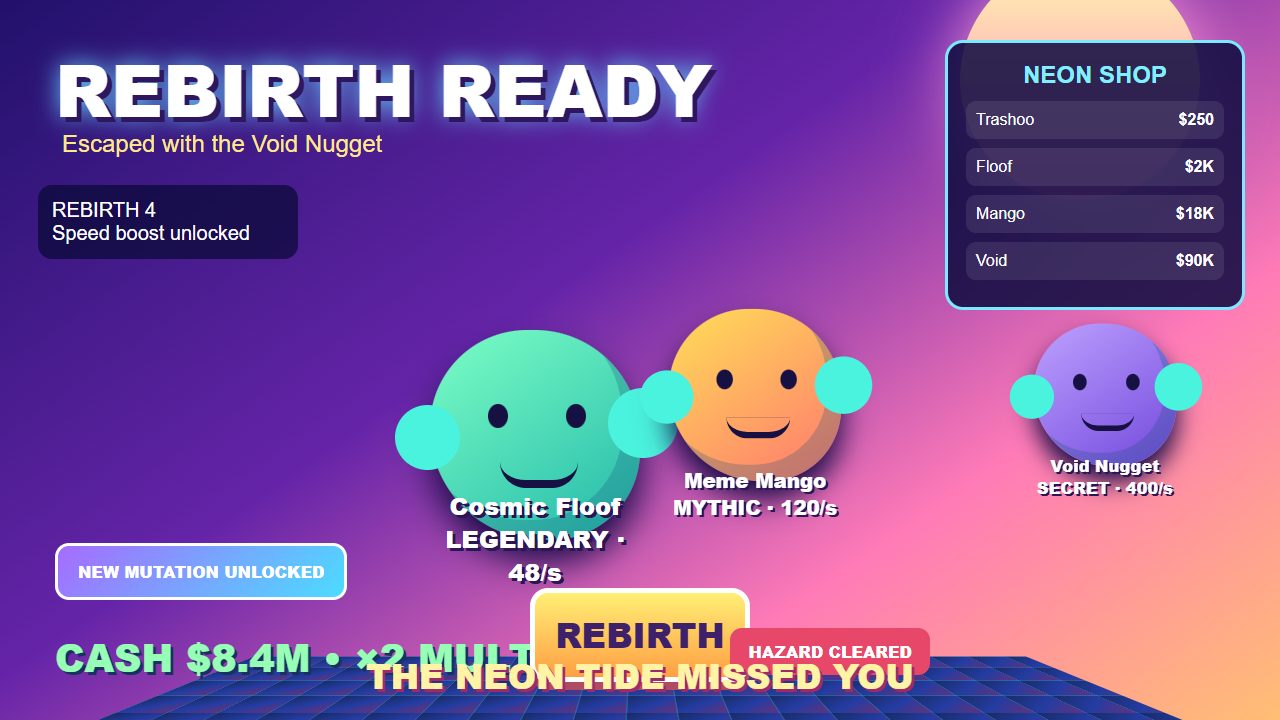 REBIRTH READY
Escaped with the Void Nugget
REBIRTH 4
Speed boost unlocked
NEON SHOP
Trashoo $250
Floof $2K
Mango $18K
Void $90K
Cosmic Floof
LEGENDARY ·
48/s
Meme Mango
MYTHIC · 120/s
Void Nugget
SECRET · 400/s
NEW MUTATION UNLOCKED
CASH $8.4M • ×2 MULT
REBIRTH
HAZARD CLEARED
THE NEON TIDE MISSED YOU